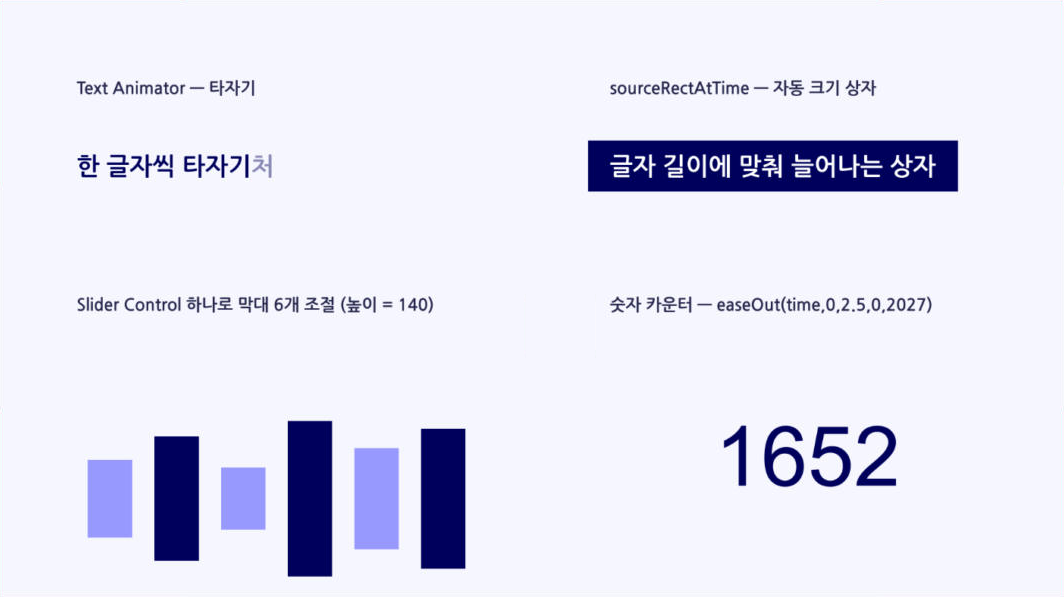 Text Animator — 타자기
sourceRectAtTime — 자동 크기 상자
한 글자씩 타자기처
글자 길이에 맞춰 늘어나는 상자
Slider Control 하나로 막대 6개 조절 (높이 = 140)
숫자 카운터 — easeOut(time,0,2.5,0,2027)
1652